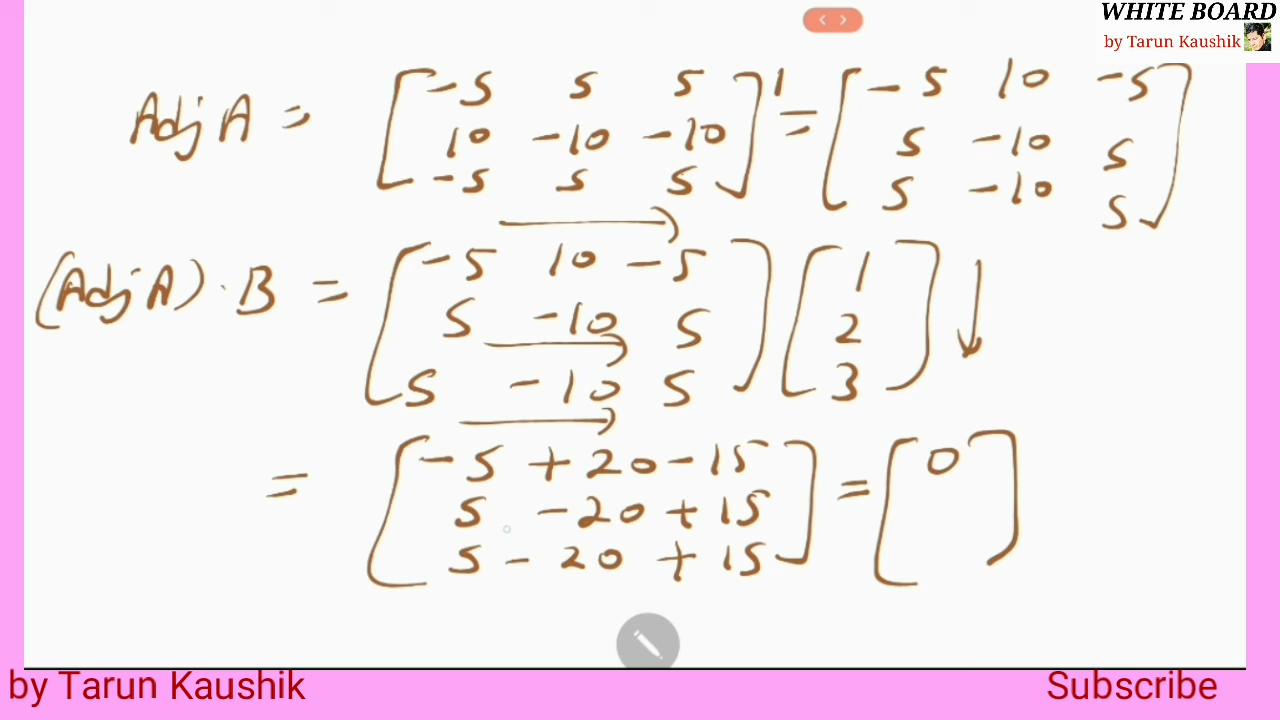 WHITE BOARD
by Tarun Kaushik
Adj A = [ -5 5 5 ]' = [ -5 10 -5 ]
10 -10 -10 5 -10 5
-5 5 5 5 -10 5
(Adj A) · B = [ -5 10 -5 ] [ 1 ]
5 -10 5 2
5 -10 5 3
= [ -5 + 20 - 15 ] = [ 0 ]
5 - 20 + 15
5 - 20 + 15
by Tarun Kaushik Subscribe